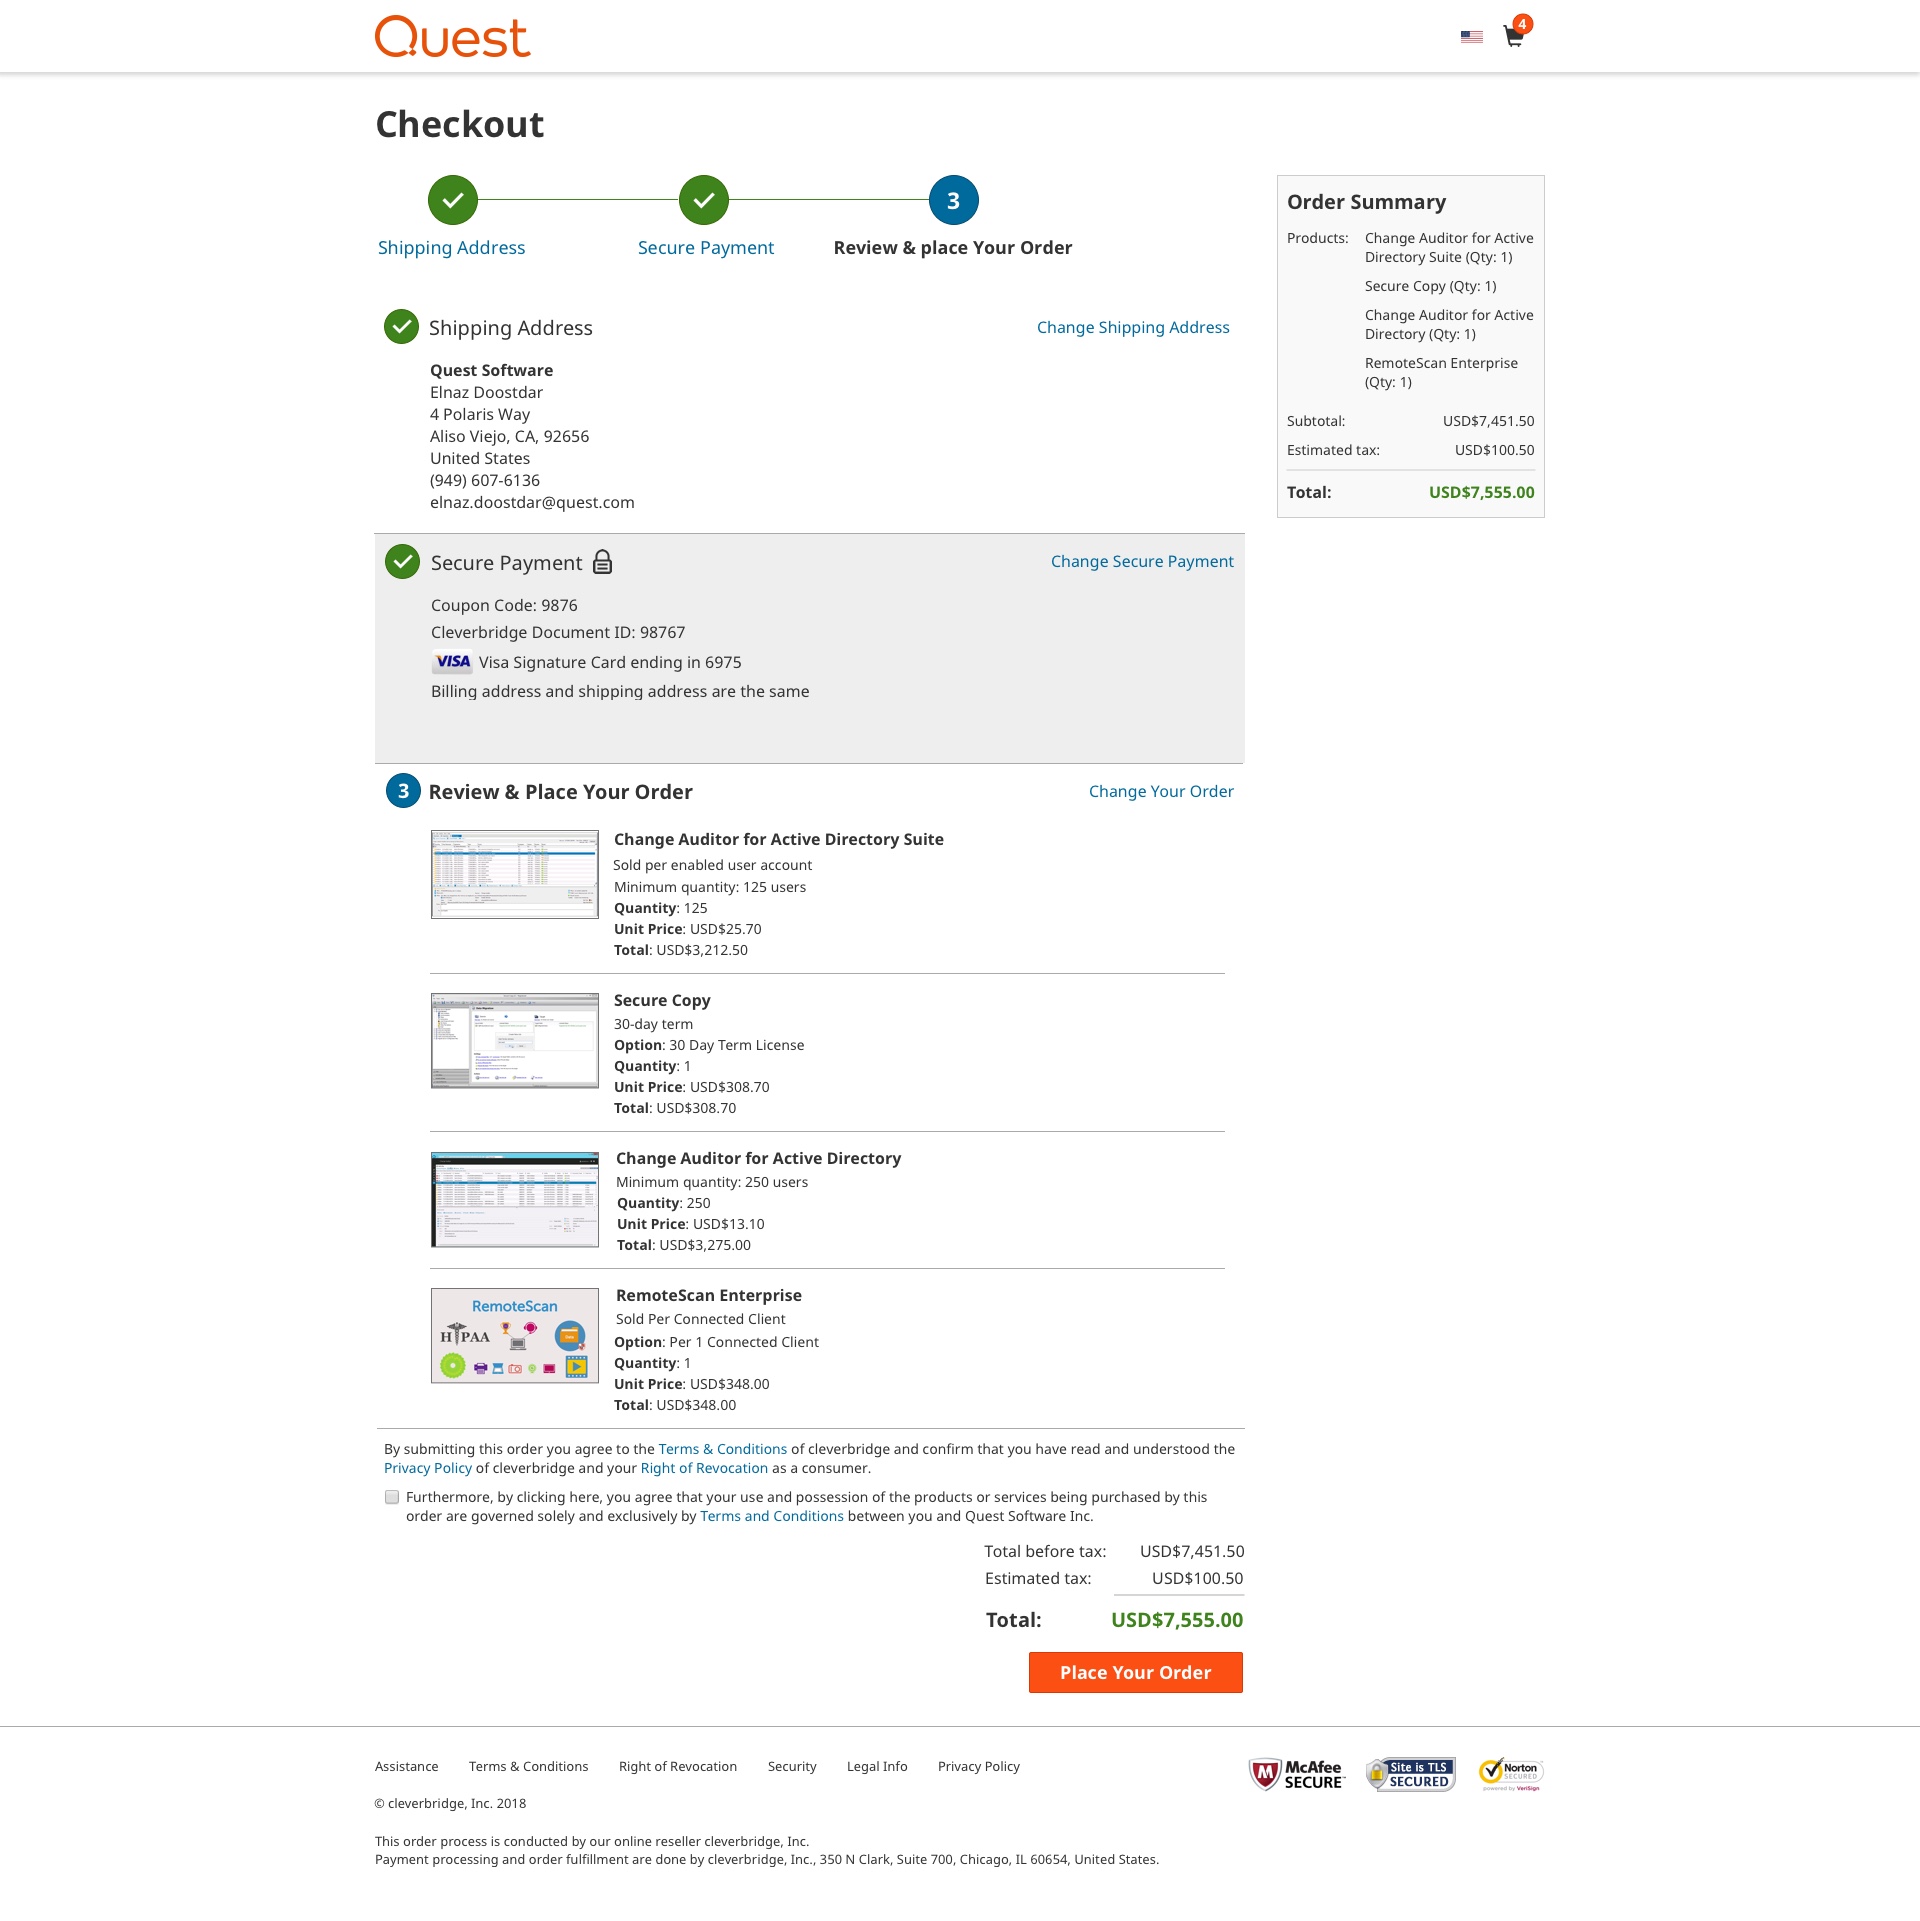 Quest
4
Checkout
3
Shipping Address
Secure Payment
Review & place Your Order
Shipping Address
Change Shipping Address
Quest Software
Elnaz Doostdar
4 Polaris Way
Aliso Viejo, CA, 92656
United States
(949) 607-6136
elnaz.doostdar@quest.com
Secure Payment
Change Secure Payment
Coupon Code: 9876
Cleverbridge Document ID: 98767
VISA Visa Signature Card ending in 6975
Billing address and shipping address are the same
3 Review & Place Your Order
Change Your Order
Change Auditor for Active Directory Suite
Sold per enabled user account
Minimum quantity: 125 users
Quantity: 125
Unit Price: USD$25.70
Total: USD$3,212.50
Secure Copy
30-day term
Option: 30 Day Term License
Quantity: 1
Unit Price: USD$308.70
Total: USD$308.70
Change Auditor for Active Directory
Minimum quantity: 250 users
Quantity: 250
Unit Price: USD$13.10
Total: USD$3,275.00
RemoteScan
HIPAA
RemoteScan Enterprise
Sold Per Connected Client
Option: Per 1 Connected Client
Quantity: 1
Unit Price: USD$348.00
Total: USD$348.00
By submitting this order you agree to the Terms & Conditions of cleverbridge and confirm that you have read and understood the
Privacy Policy of cleverbridge and your Right of Revocation as a consumer.
Furthermore, by clicking here, you agree that your use and possession of the products or services being purchased by this
order are governed solely and exclusively by Terms and Conditions between you and Quest Software Inc.
Total before tax: USD$7,451.50
Estimated tax: USD$100.50
Total: USD$7,555.00
Place Your Order
Order Summary
Products: Change Auditor for Active
Directory Suite (Qty: 1)
Secure Copy (Qty: 1)
Change Auditor for Active
Directory (Qty: 1)
RemoteScan Enterprise
(Qty: 1)
Subtotal: USD$7,451.50
Estimated tax: USD$100.50
Total: USD$7,555.00
Assistance
Terms & Conditions
Right of Revocation
Security
Legal Info
Privacy Policy
McAfee
SECURE
Site is TLS
SECURED
Norton
SECURED
powered by VeriSign
© cleverbridge, Inc. 2018
This order process is conducted by our online reseller cleverbridge, Inc.
Payment processing and order fulfillment are done by cleverbridge, Inc., 350 N Clark, Suite 700, Chicago, IL 60654, United States.